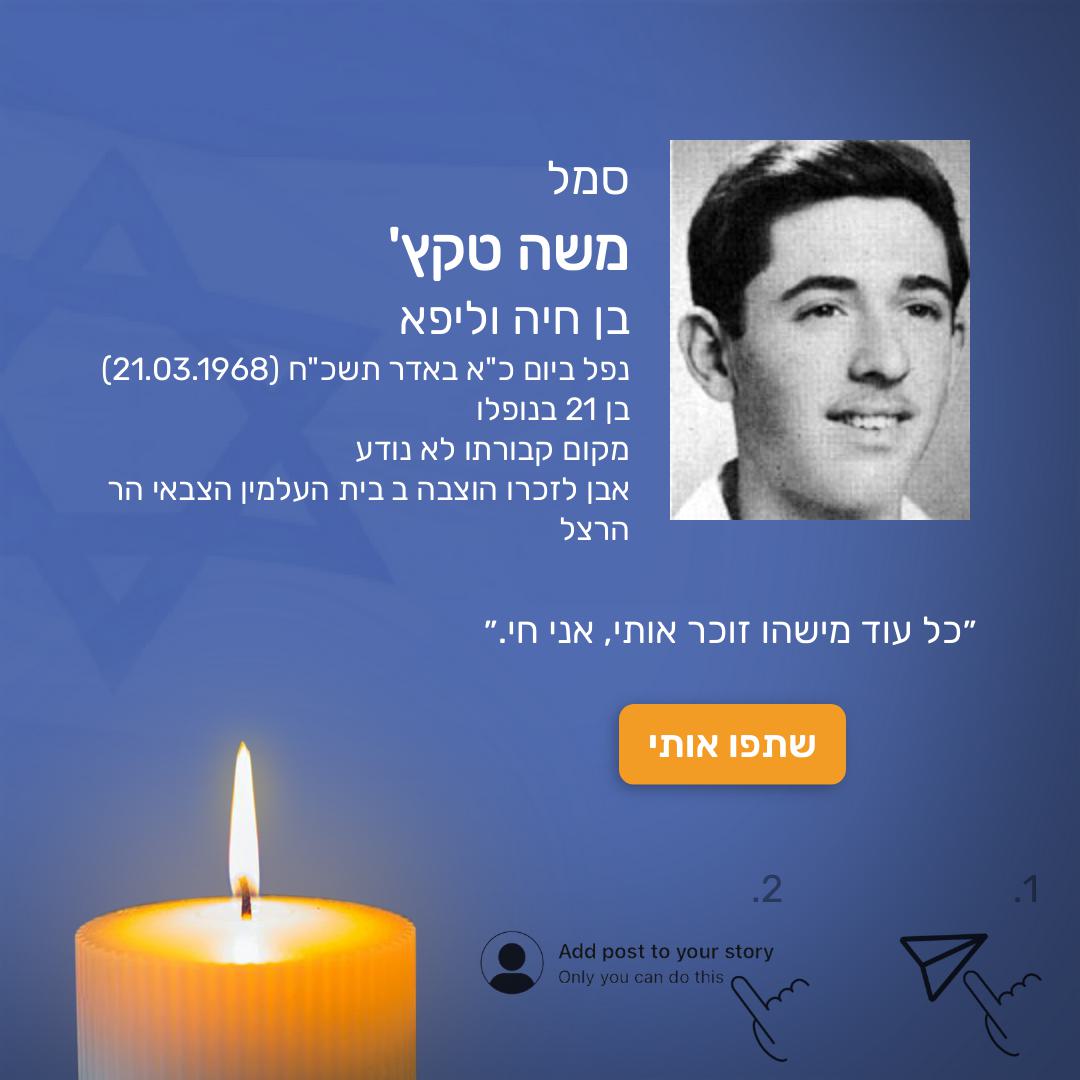 סמל
משה טקץ'
בן חיה וליפא
נפל ביום כ"א באדר תשכ"ח (21.03.1968)
בן 21 בנופלו
מקום קבורתו לא נודע
אבן לזכרו הוצבה ב בית העלמין הצבאי הר
הרצל
״כל עוד מישהו זוכר אותי, אני חי.״
שתפו אותי
1.
2.
Add post to your story
Only you can do this